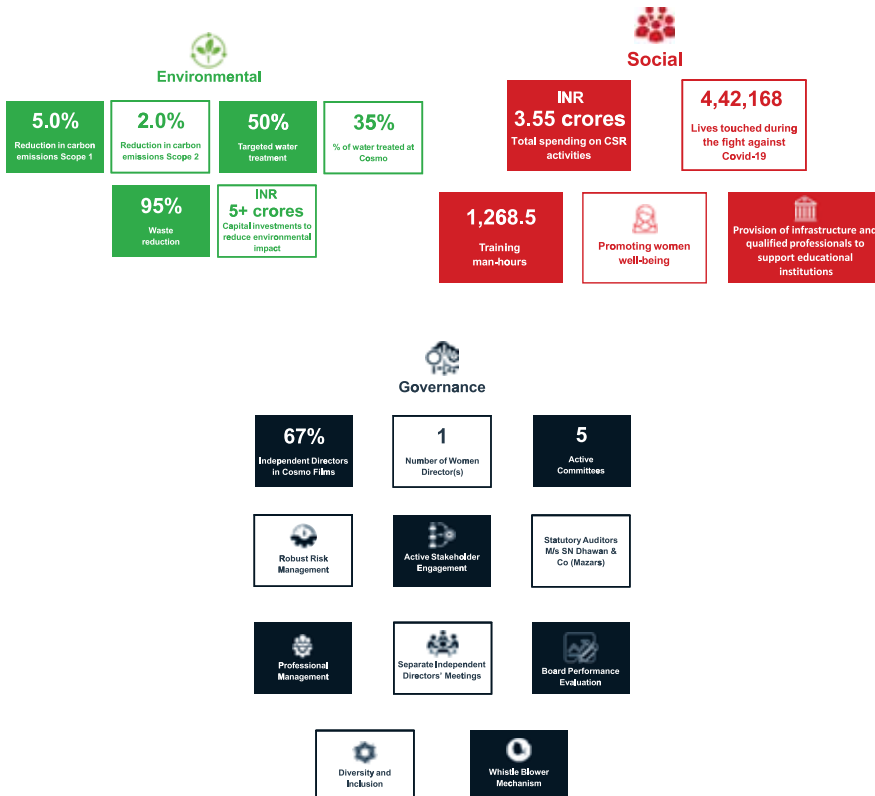 Environmental
5.0%
Reduction in carbon
emissions Scope 1
2.0%
Reduction in carbon
emissions Scope 2
50%
Targeted water
treatment
35%
% of water treated at
Cosmo
95%
Waste
reduction
INR
5+ crores
Capital investments to
reduce environmental
impact
Social
INR
3.55 crores
Total spending on CSR
activities
4,42,168
Lives touched during
the fight against
Covid-19
1,268.5
Training
man-hours
Promoting women
well-being
Provision of infrastructure and
qualified professionals to
support educational
institutions
Governance
67%
Independent Directors
in Cosmo Films
1
Number of Women
Director(s)
5
Active
Committees
Robust Risk
Management
Active Stakeholder
Engagement
Statutory Auditors
M/s SN Dhawan &
Co (Mazars)
Professional
Management
Separate Independent
Directors' Meetings
Board Performance
Evaluation
Diversity and
Inclusion
Whistle Blower
Mechanism